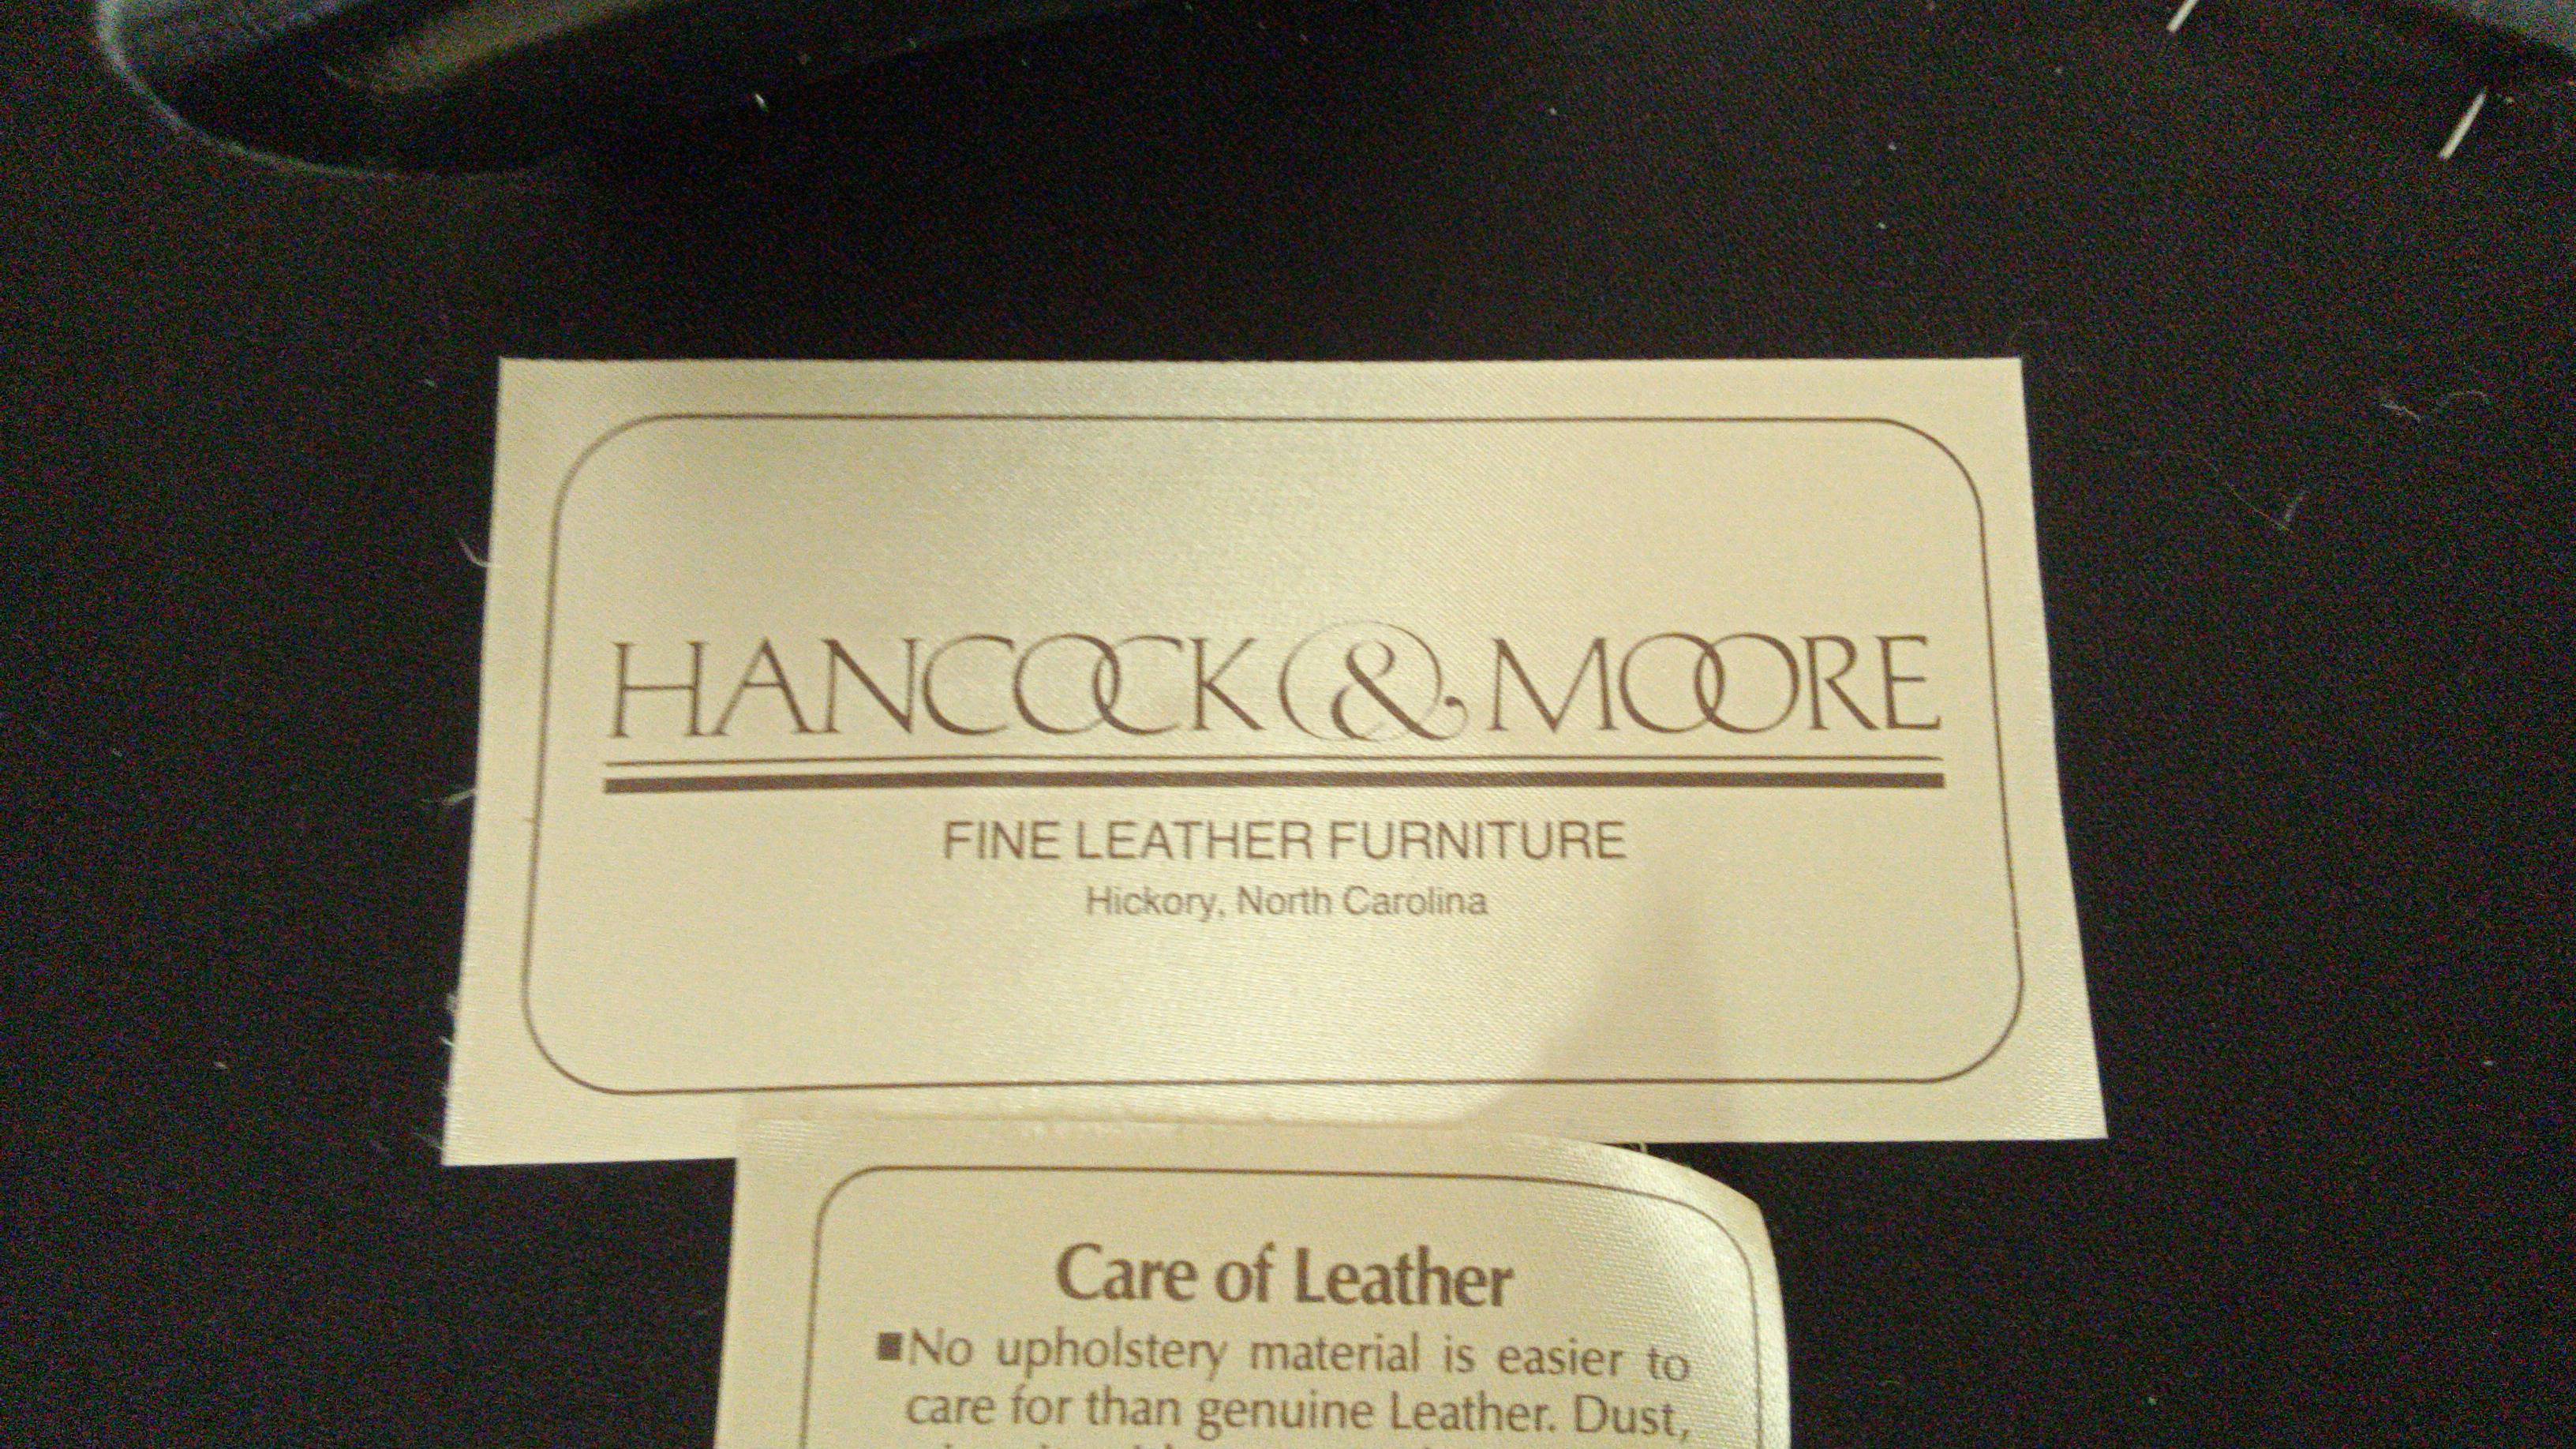 HANCOCK & MOORE
FINE LEATHER FURNITURE
Hickory, North Carolina
Care of Leather
■No upholstery material is easier to
care for than genuine Leather. Dust,